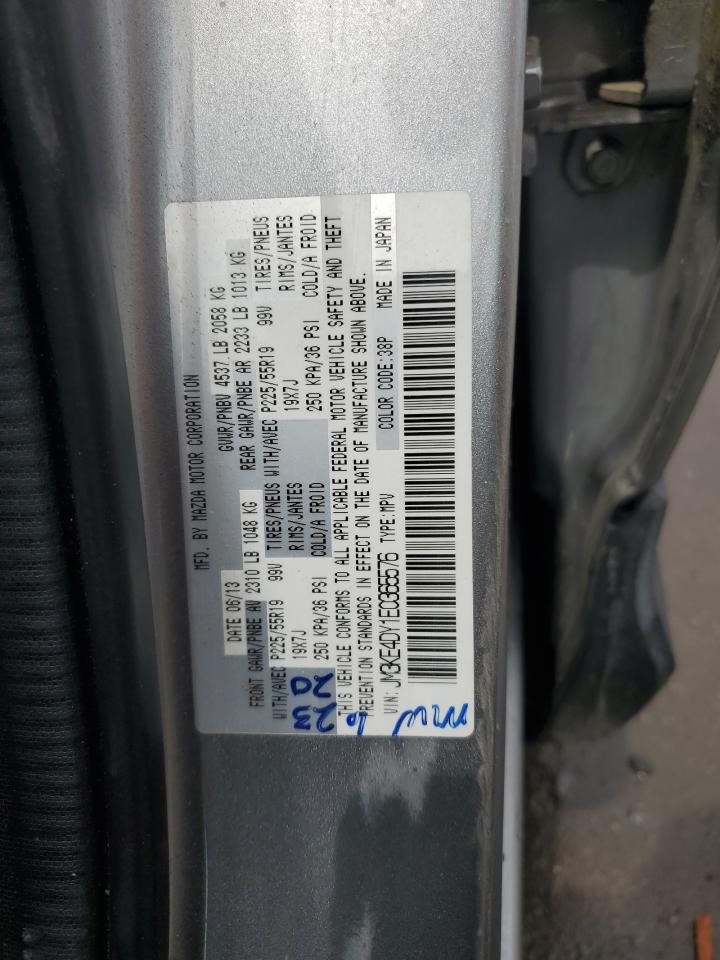 MFD. BY MAZDA MOTOR CORPORATION
DATE 06/13 GVWR/PNBV 4537.LB 2058 KG
FRONT GAWR/PNBE AV 2310 LB 1048 KG REAR GAWR/PNBE AR 2233 LB 1013 KG
WITH/AVEC P225/55R19 99V TIRES/PNEUS WITH/AVEC P225/55R19 99V TIRES/PNEUS
19X7J RIMS/JANTES 19X7J RIMS/JANTES
250 KPA/36 PSI COLD/A FROID 250 KPA/36 PSI COLD/A FROID
THIS VEHICLE CONFORMS TO ALL APPLICABLE FEDERAL MOTOR VEHICLE SAFETY AND THEFT
PREVENTION STANDARDS IN EFFECT ON THE DATE OF MANUFACTURE SHOWN ABOVE.
VIN: JM3KE4DY1E0366576 TYPE:MPV COLOR CODE:38P MADE IN JAPAN